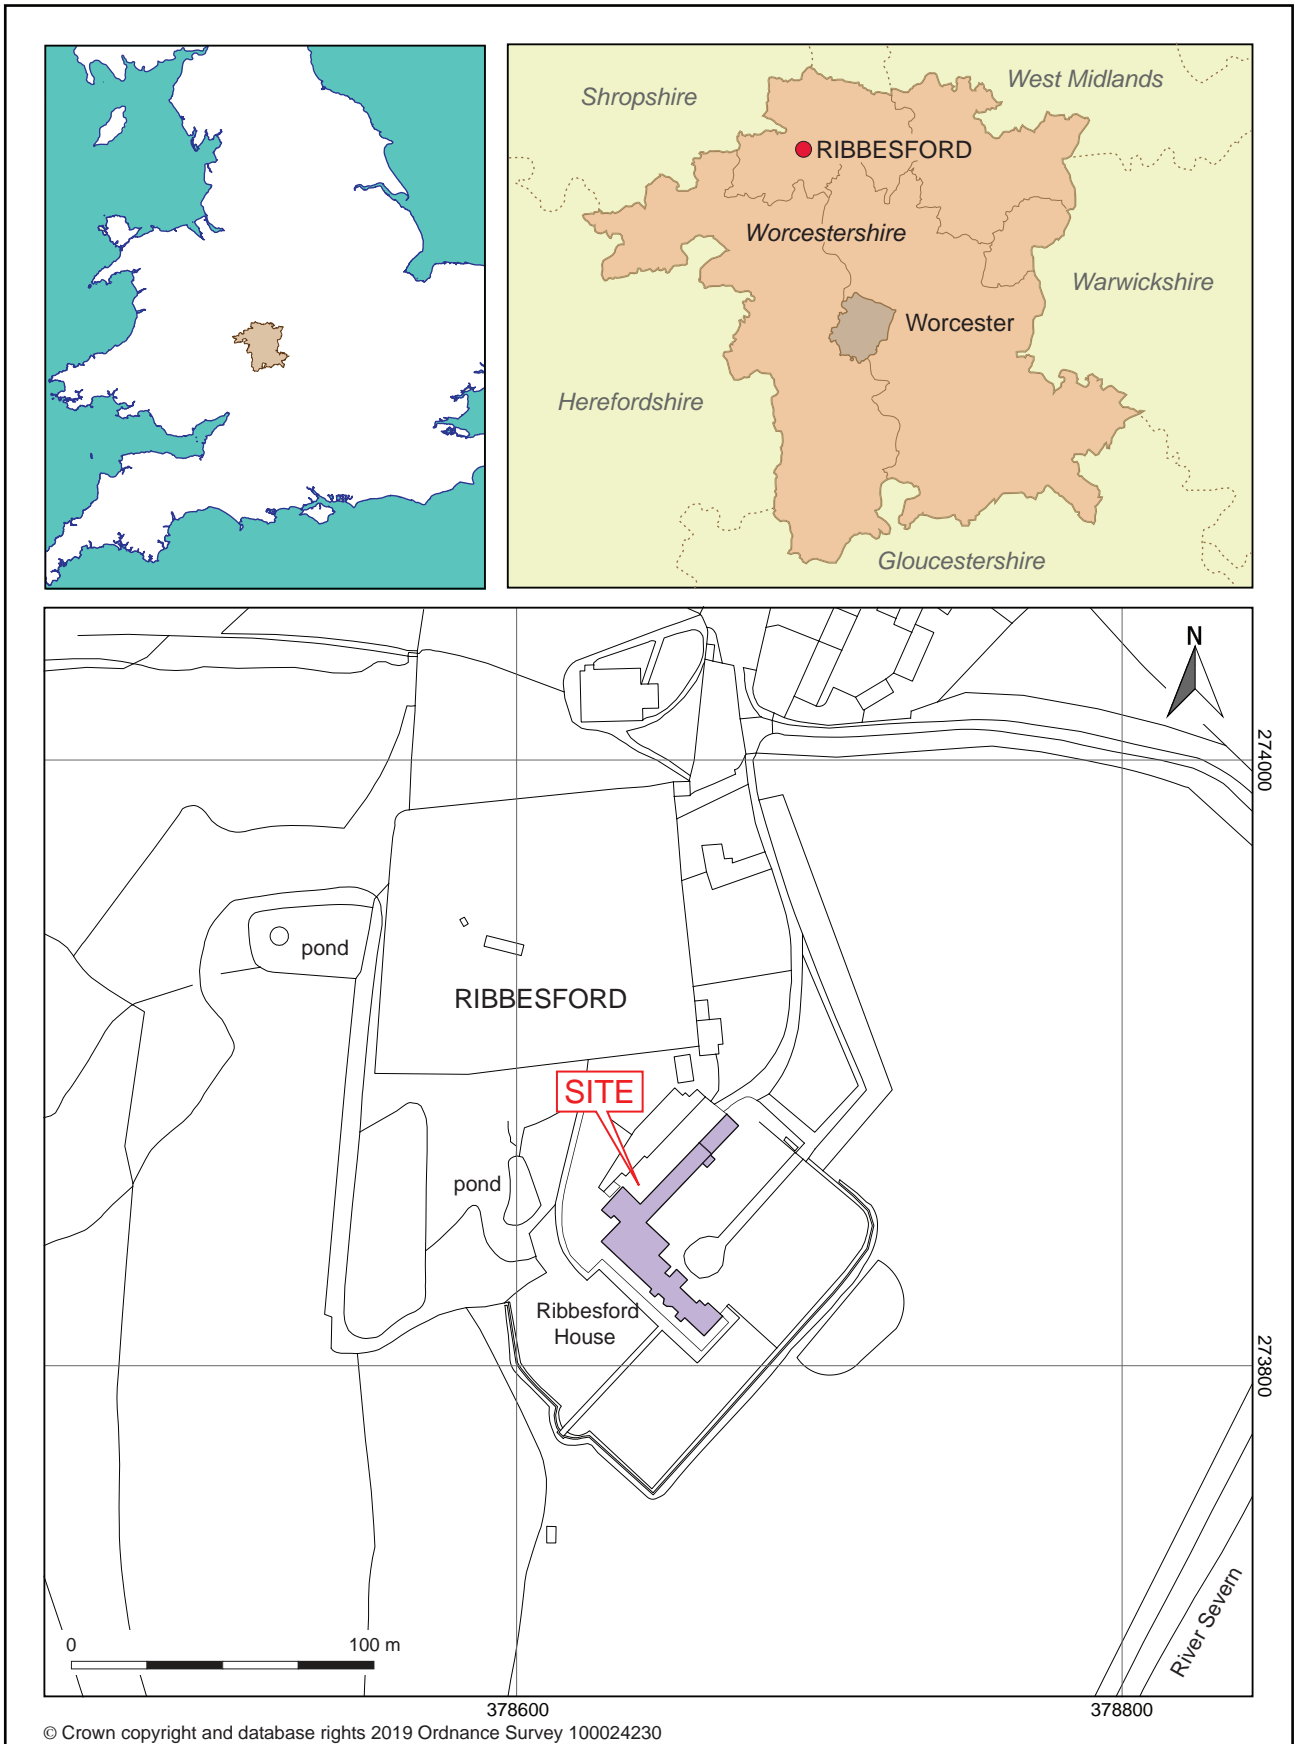 Shropshire
West Midlands
RIBBESFORD
Worcestershire
Warwickshire
Worcester
Herefordshire
Gloucestershire
N
274000
pond
RIBBESFORD
SITE
pond
Ribbesford
House
273800
River Severn
0 100 m
378600 378800
© Crown copyright and database rights 2019 Ordnance Survey 100024230